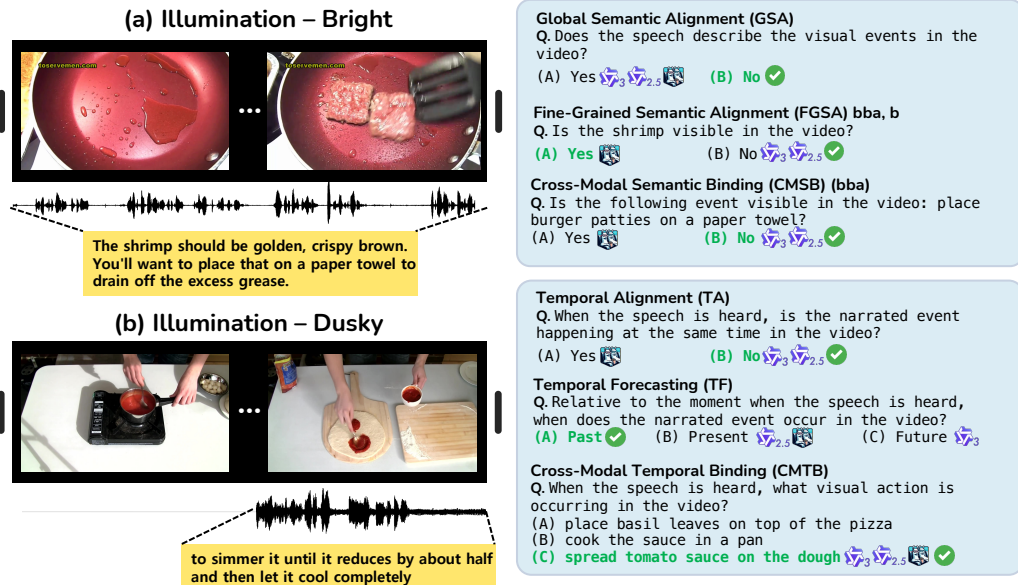 (a) Illumination – Bright
toservemen.com
toservemen.com
The shrimp should be golden, crispy brown.
You'll want to place that on a paper towel to
drain off the excess grease.
(b) Illumination – Dusky
to simmer it until it reduces by about half
and then let it cool completely
Global Semantic Alignment (GSA)
Q. Does the speech describe the visual events in the
video?
(A) Yes 3 2.5 (B) No
Fine-Grained Semantic Alignment (FGSA) bba, b
Q. Is the shrimp visible in the video?
(A) Yes (B) No 3 2.5
Cross-Modal Semantic Binding (CMSB) (bba)
Q. Is the following event visible in the video: place
burger patties on a paper towel?
(A) Yes (B) No 3 2.5
Temporal Alignment (TA)
Q. When the speech is heard, is the narrated event
happening at the same time in the video?
(A) Yes (B) No 3 2.5
Temporal Forecasting (TF)
Q. Relative to the moment when the speech is heard,
when does the narrated event occur in the video?
(A) Past (B) Present 2.5 (C) Future 3
Cross-Modal Temporal Binding (CMTB)
Q. When the speech is heard, what visual action is
occurring in the video?
(A) place basil leaves on top of the pizza
(B) cook the sauce in a pan
(C) spread tomato sauce on the dough 3 2.5